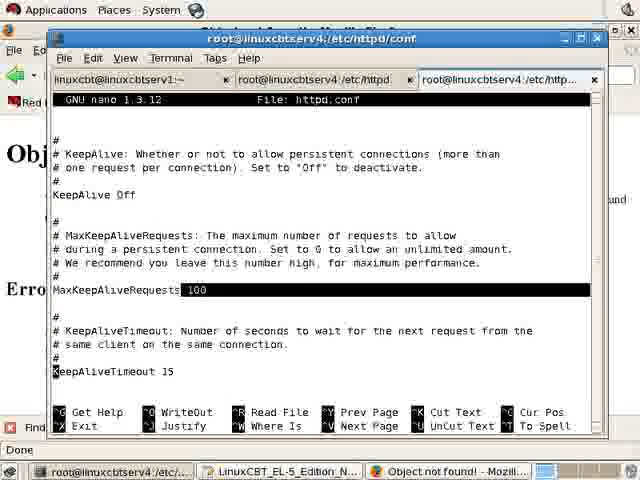 Applications Places System
root@linuxcbtserv4:/etc/httpd/conf
File Edit View Terminal Tabs Help
linuxcbt@linuxcbtserv1:~ root@linuxcbtserv4:/etc/httpd root@linuxcbtserv4:/etc/http...
GNU nano 1.3.12 File: httpd.conf
#
# KeepAlive: Whether or not to allow persistent connections (more than
# one request per connection). Set to "Off" to deactivate.
#
KeepAlive Off
#
# MaxKeepAliveRequests: The maximum number of requests to allow
# during a persistent connection. Set to 0 to allow an unlimited amount.
# We recommend you leave this number high, for maximum performance.
#
MaxKeepAliveRequests 100
#
# KeepAliveTimeout: Number of seconds to wait for the next request from the
# same client on the same connection.
#
KeepAliveTimeout 15
^G Get Help ^O WriteOut ^R Read File ^Y Prev Page ^K Cut Text ^C Cur Pos
^X Exit ^J Justify ^W Where Is ^V Next Page ^U UnCut Text ^T To Spell
File
Red
Obj
und
Erro
Find
Done
root@linuxcbtserv4:/etc/... LinuxCBT_EL-5_Edition_N... Object not found! - Mozill...